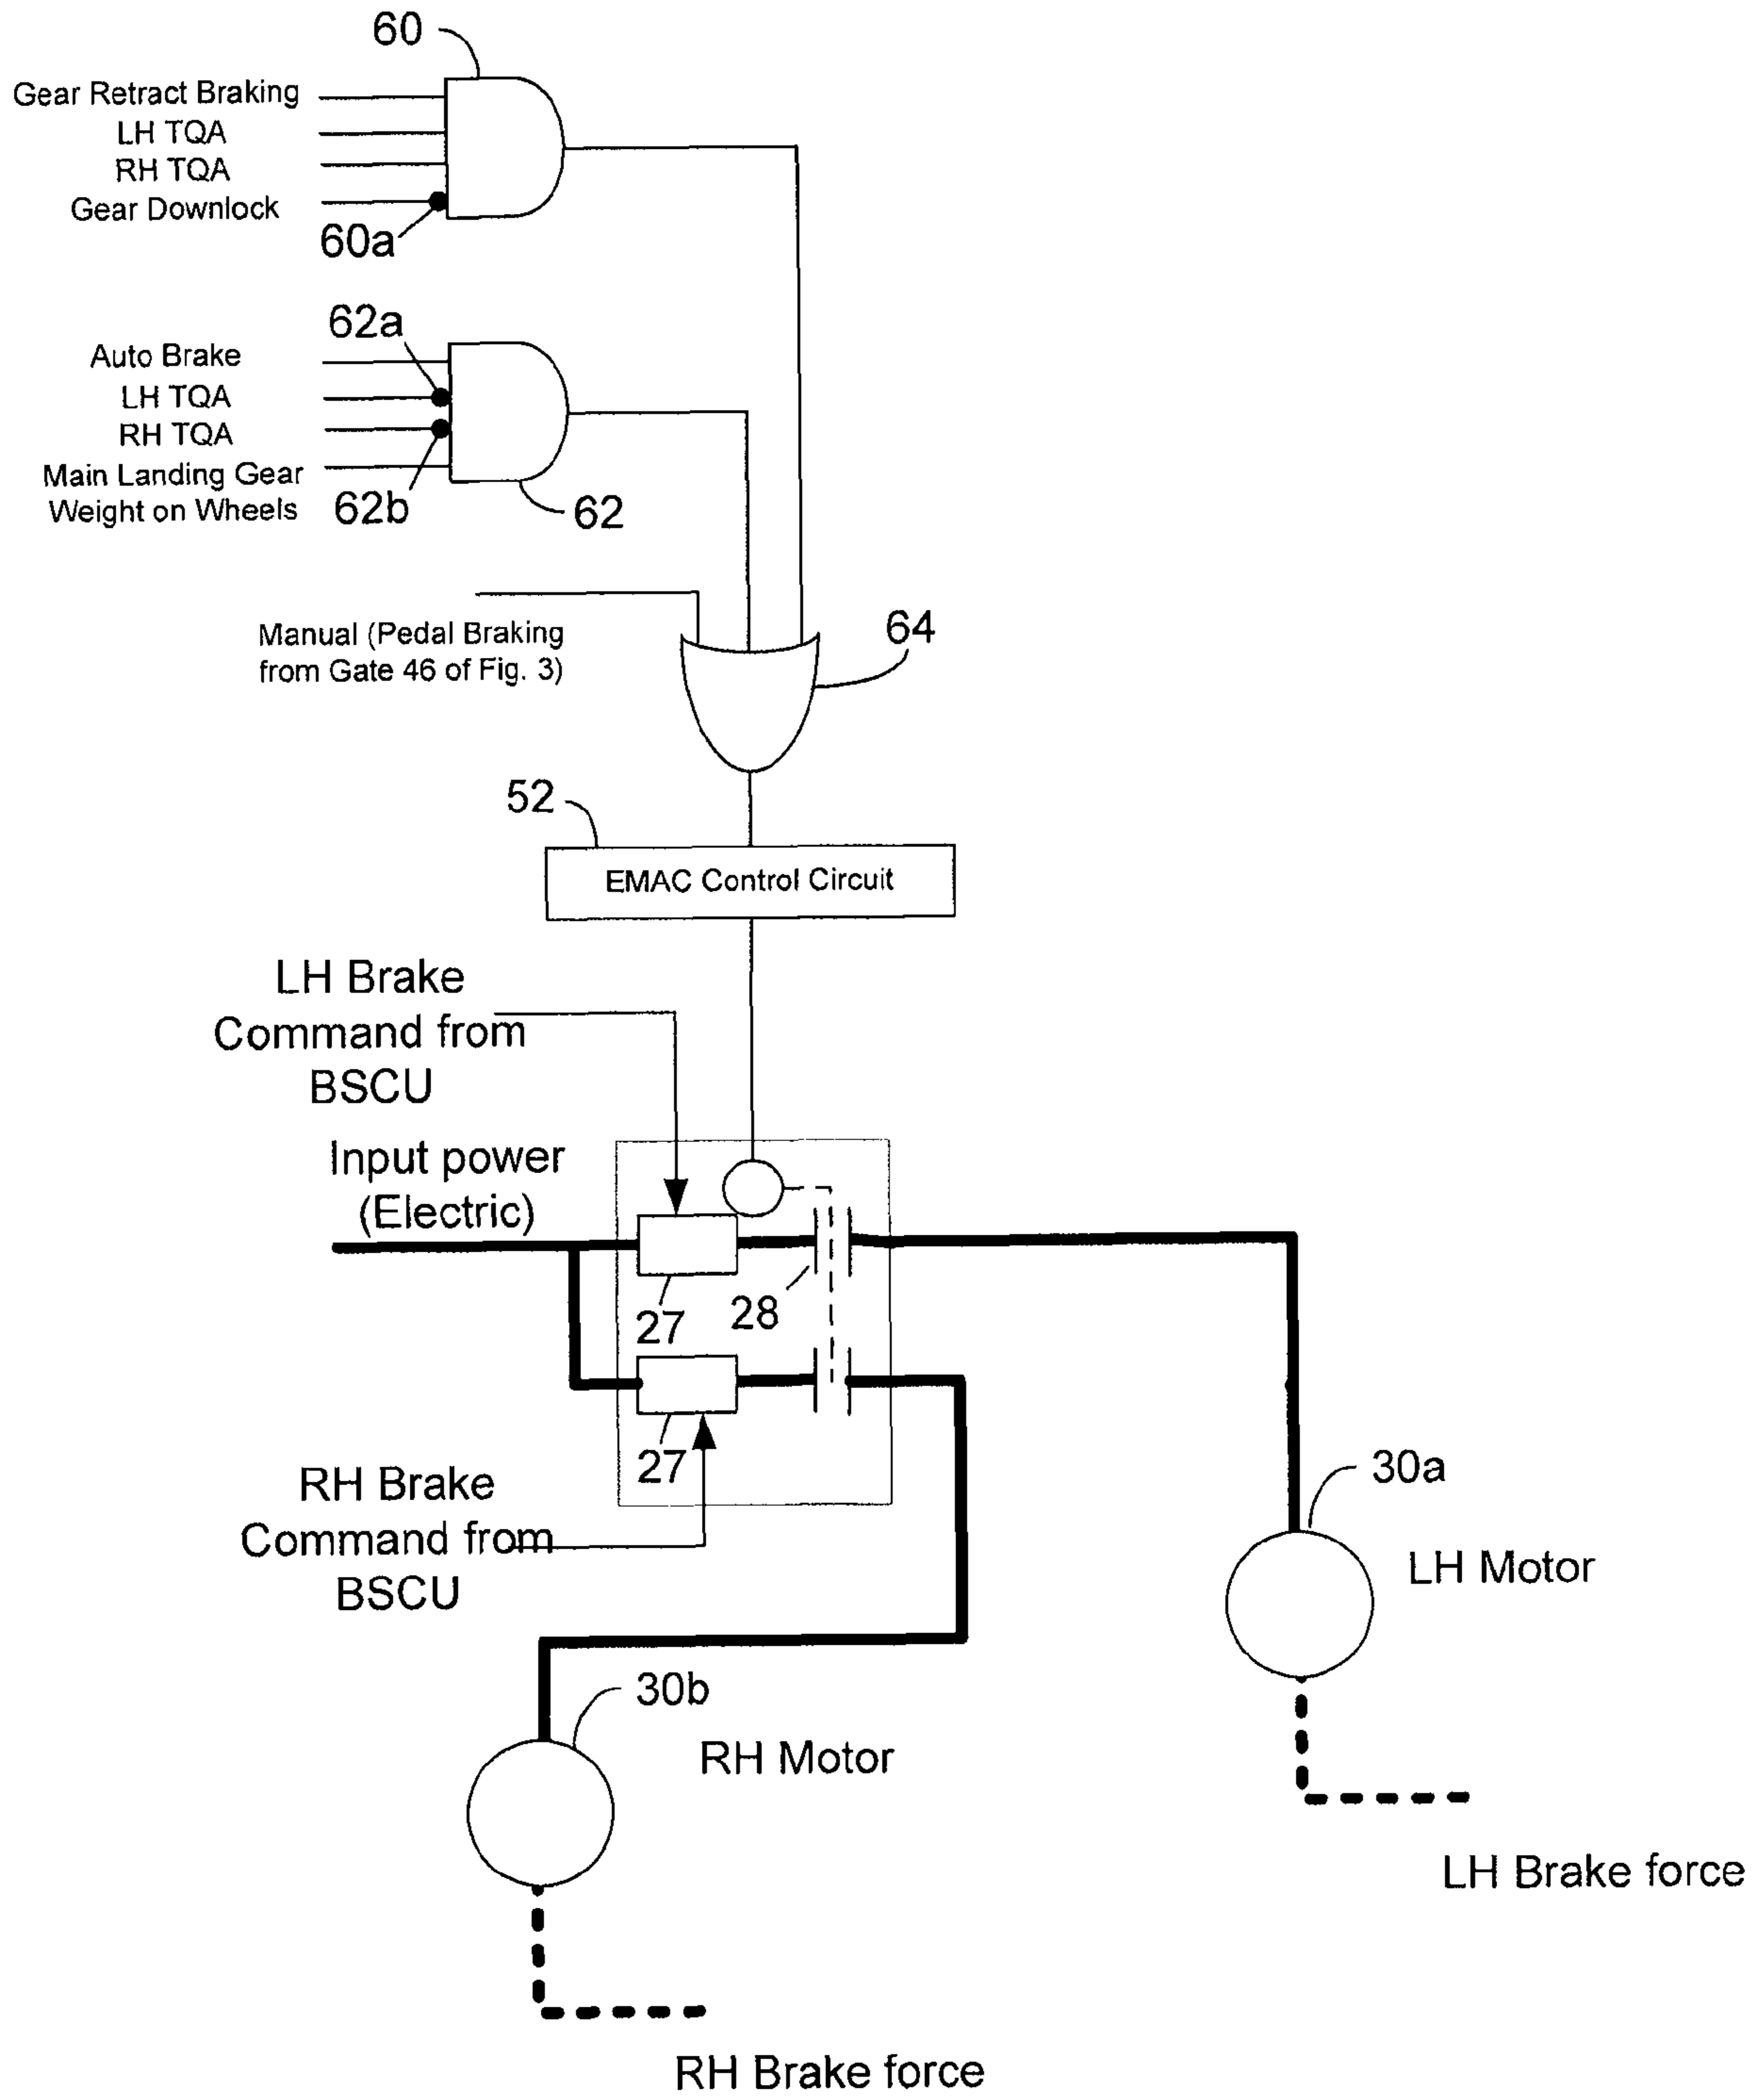 60
Gear Retract Braking
LH TQA
RH TQA
Gear Downlock
60a
62a
Auto Brake
LH TQA
RH TQA
Main Landing Gear
Weight on Wheels
62b
62
Manual (Pedal Braking
from Gate 46 of Fig. 3)
64
52
EMAC Control Circuit
LH Brake
Command from
BSCU
Input power
(Electric)
27
28
27
RH Brake
Command from
BSCU
30a
LH Motor
30b
RH Motor
LH Brake force
RH Brake force